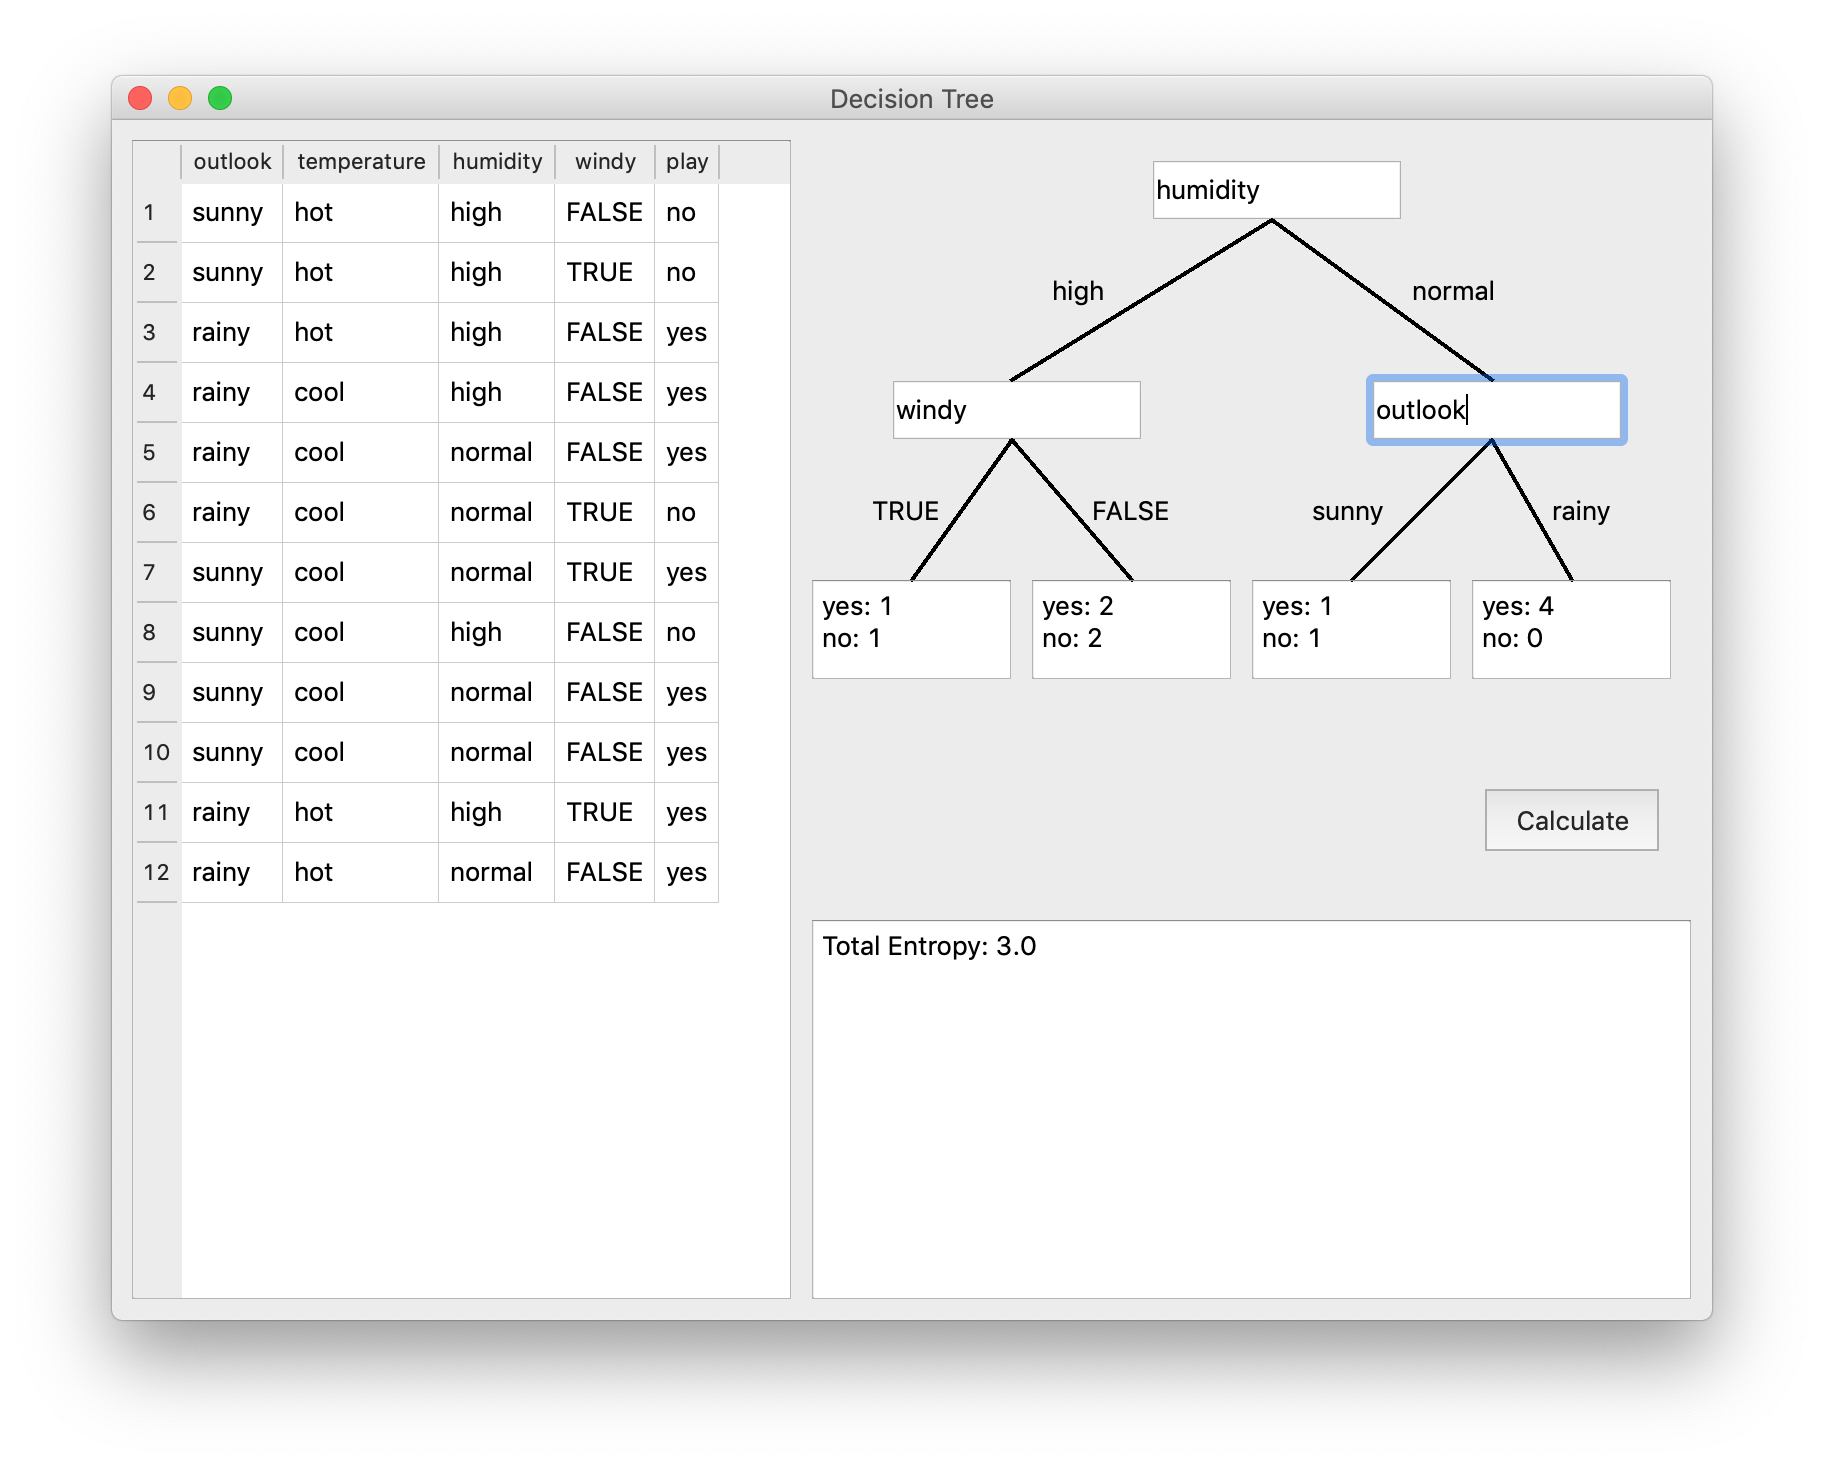 Decision Tree
outlook temperature humidity windy play
1 sunny hot high FALSE no
2 sunny hot high TRUE no
3 rainy hot high FALSE yes
4 rainy cool high FALSE yes
5 rainy cool normal FALSE yes
6 rainy cool normal TRUE no
7 sunny cool normal TRUE yes
8 sunny cool high FALSE no
9 sunny cool normal FALSE yes
10 sunny cool normal FALSE yes
11 rainy hot high TRUE yes
12 rainy hot normal FALSE yes
humidity
high normal
windy outlook
TRUE FALSE sunny rainy
yes: 1
no: 1
yes: 2
no: 2
yes: 1
no: 1
yes: 4
no: 0
Calculate
Total Entropy: 3.0